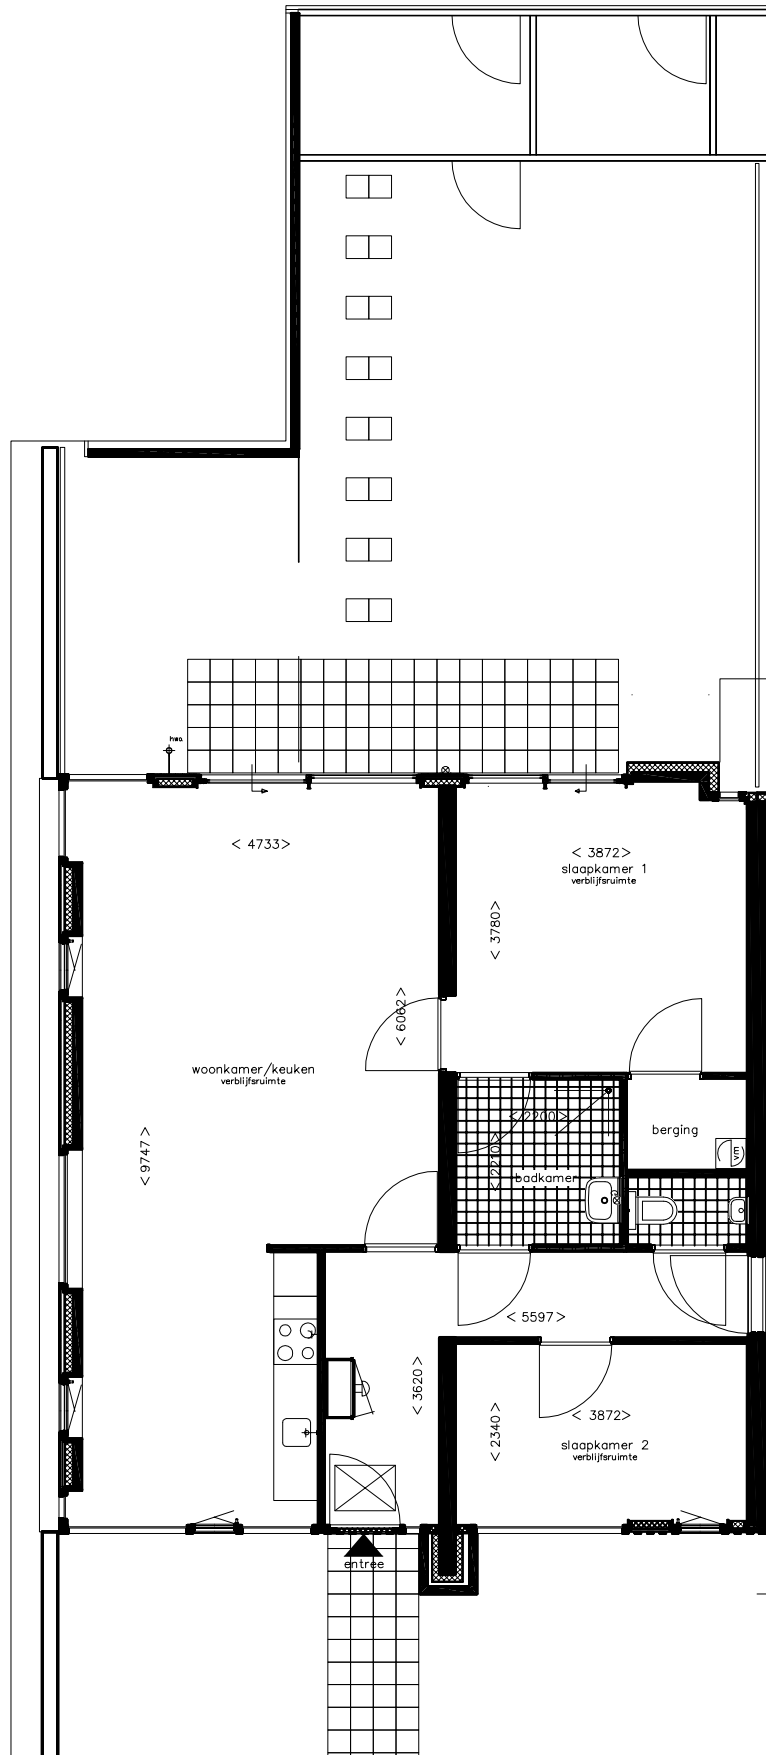 hwa
< 4733>
< 3872>
slaapkamer 1
verblijfsruimte
< 3780>
< 6062>
woonkamer/keuken
verblijfsruimte
< 2200>
berging
< 9747 >
< 2210>
vm
badkamer
< 5597 >
< 3620>
< 3872>
< 2340>
slaapkamer 2
verblijfsruimte
entree